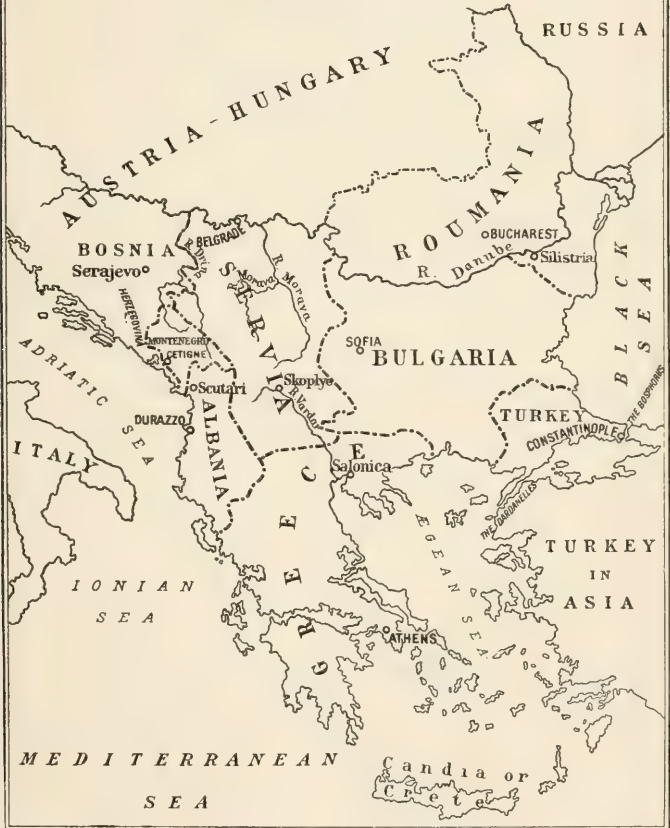 RUSSIA
AUSTRIA-HUNGARY
ROUMANIA
BUCHAREST
R. Danube
Silistria
BELGRADE
R. Drin
BOSNIA
Serajevo
SERVIA
R. Morava
R. Morava
HERZEGOVINA
MONTENEGRO
CETIGNE
SOFIA
BULGARIA
BLACK
SEA
THE BOSPHORUS
Skoplye
R. Vardar
Scutari
ALBANIA
DURAZZO
ADRIATIC
SEA
ITALY
TURKEY
CONSTANTINOPLE
THE DARDANELLES
Salonica
GREECE
ÆGEAN SEA
TURKEY
IN
ASIA
IONIAN
SEA
ATHENS
MEDITERRANEAN
SEA
Candia or
Crete